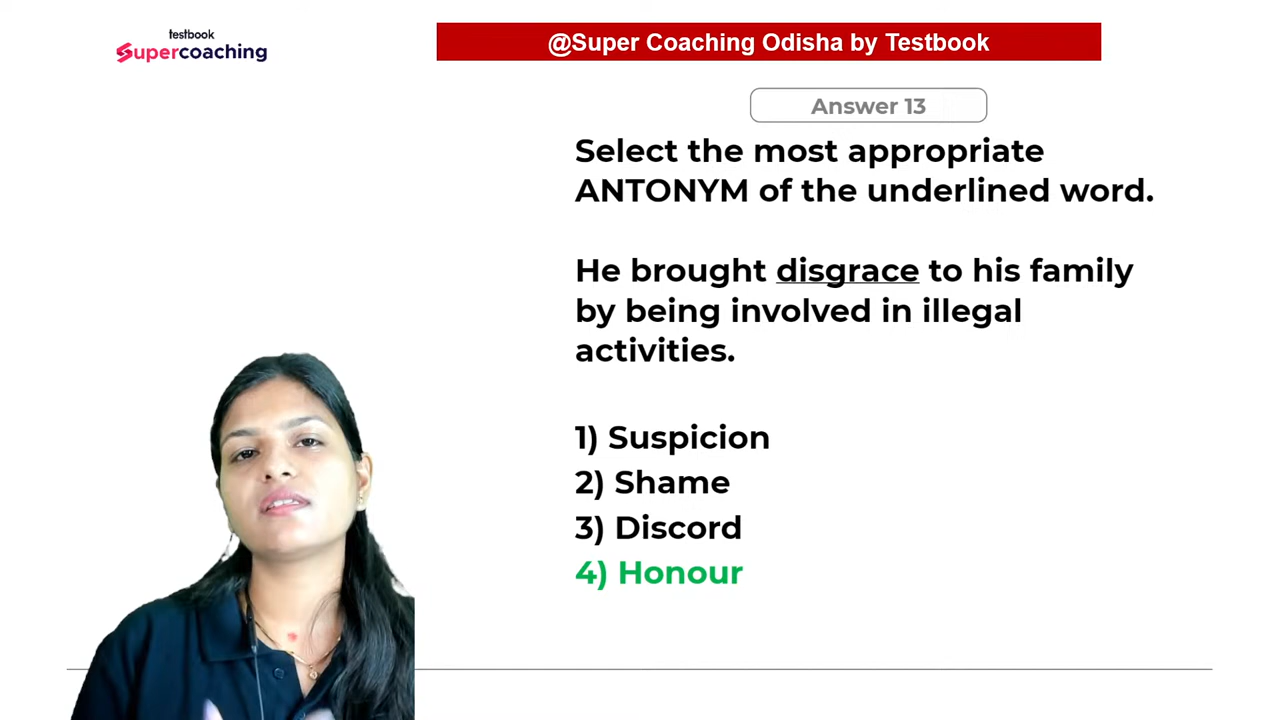 testbook
Supercoaching
@Super Coaching Odisha by Testbook
Answer 13
Select the most appropriate
ANTONYM of the underlined word.
He brought disgrace to his family
by being involved in illegal
activities.
1) Suspicion
2) Shame
3) Discord
4) Honour